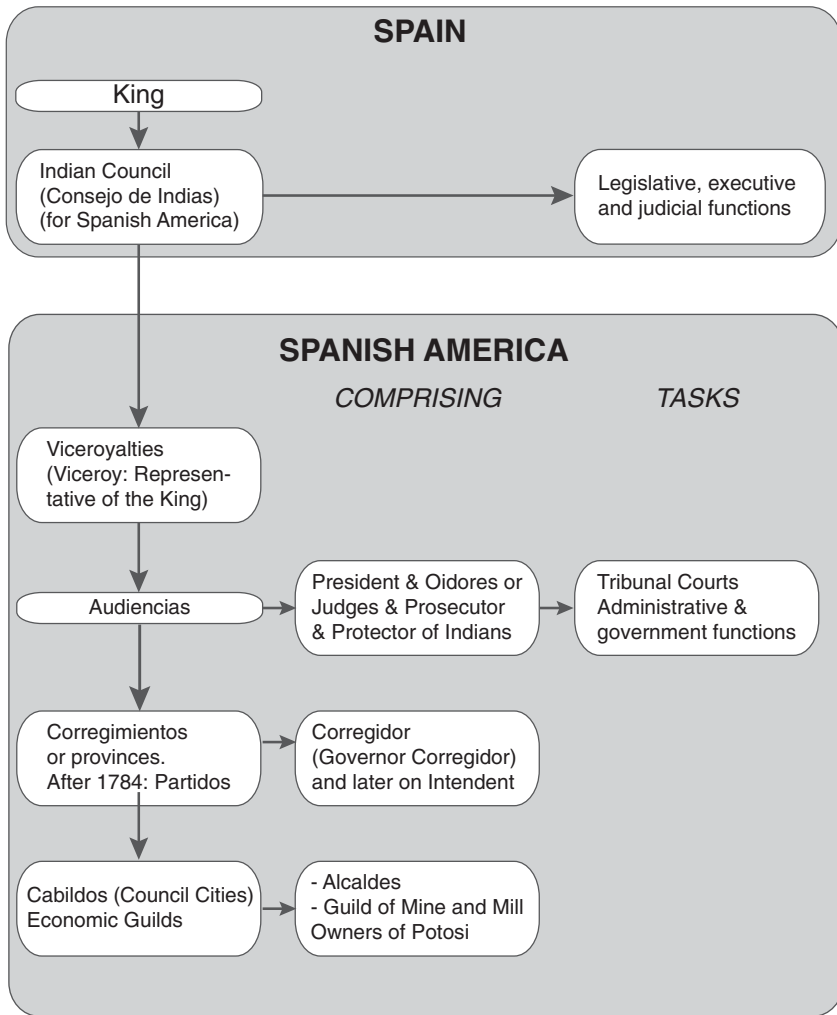 SPAIN
King
Indian Council
(Consejo de Indias)
(for Spanish America)
Legislative, executive
and judicial functions
SPANISH AMERICA
COMPRISING
TASKS
Viceroyalties
(Viceroy: Represen-
tative of the King)
Audiencias
President & Oidores or
Judges & Prosecutor
& Protector of Indians
Tribunal Courts
Administrative &
government functions
Corregimientos
or provinces.
After 1784: Partidos
Corregidor
(Governor Corregidor)
and later on Intendent
Cabildos (Council Cities)
Economic Guilds
- Alcaldes
- Guild of Mine and Mill
Owners of Potosi